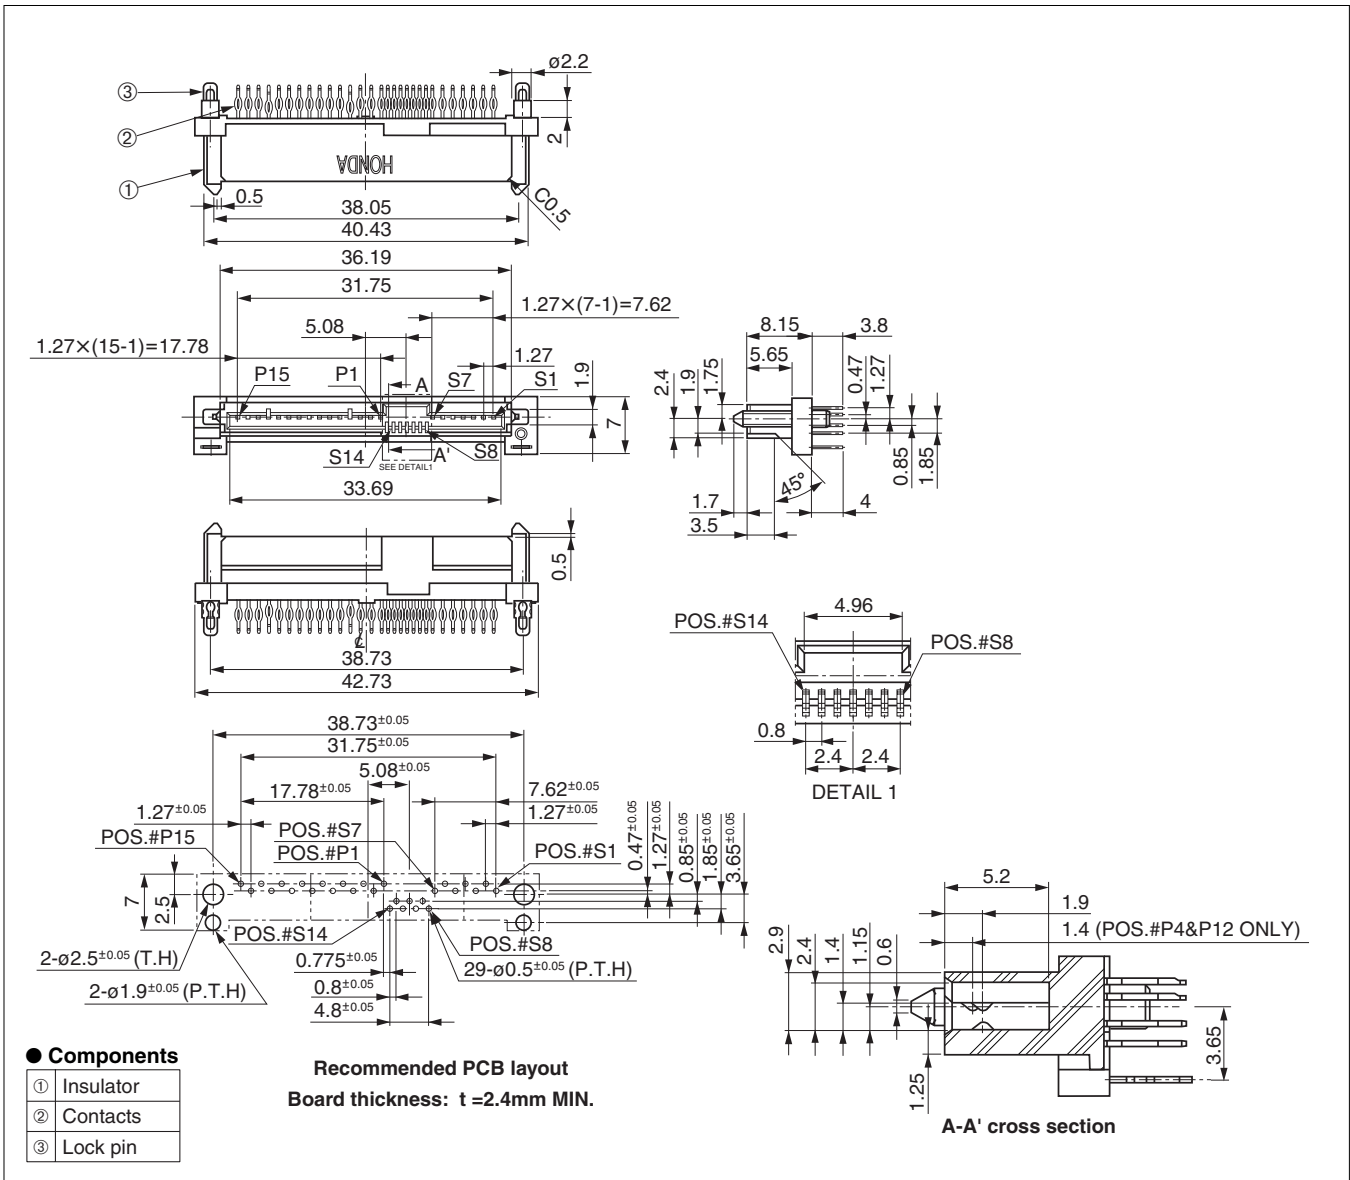 ③
②
①
ø2.2
2
HONDA
0.5
C0.5
38.05
40.43
36.19
31.75
1.27×(7-1)=7.62
5.08
1.27×(15-1)=17.78
1.27
1.9
P15
P1
A
S7
S1
7
S14
A'
S8
SEE DETAIL1
33.69
8.15
3.8
5.65
2.4
1.9
1.75
0.47
1.27
0.85
1.85
45°
1.7
4
3.5
0.5
℄
38.73
42.73
4.96
POS.#S14
POS.#S8
0.8
2.4
2.4
DETAIL 1
38.73±0.05
31.75±0.05
5.08±0.05
17.78±0.05
7.62±0.05
1.27±0.05
1.27±0.05
POS.#P15
POS.#S7
POS.#P1
POS.#S1
0.47±0.05
1.27±0.05
0.85±0.05
1.85±0.05
3.65±0.05
7
2.5
POS.#S14
POS.#S8
2-ø2.5±0.05 (T.H)
0.775±0.05
29-ø0.5±0.05 (P.T.H)
2-ø1.9±0.05 (P.T.H)
0.8±0.05
4.8±0.05
5.2
1.9
1.4 (POS.#P4&P12 ONLY)
2.9
2.4
1.4
1.15
0.6
1.25
3.65
A-A' cross section
Recommended PCB layout
Board thickness: t =2.4mm MIN.
● Components
① Insulator
② Contacts
③ Lock pin